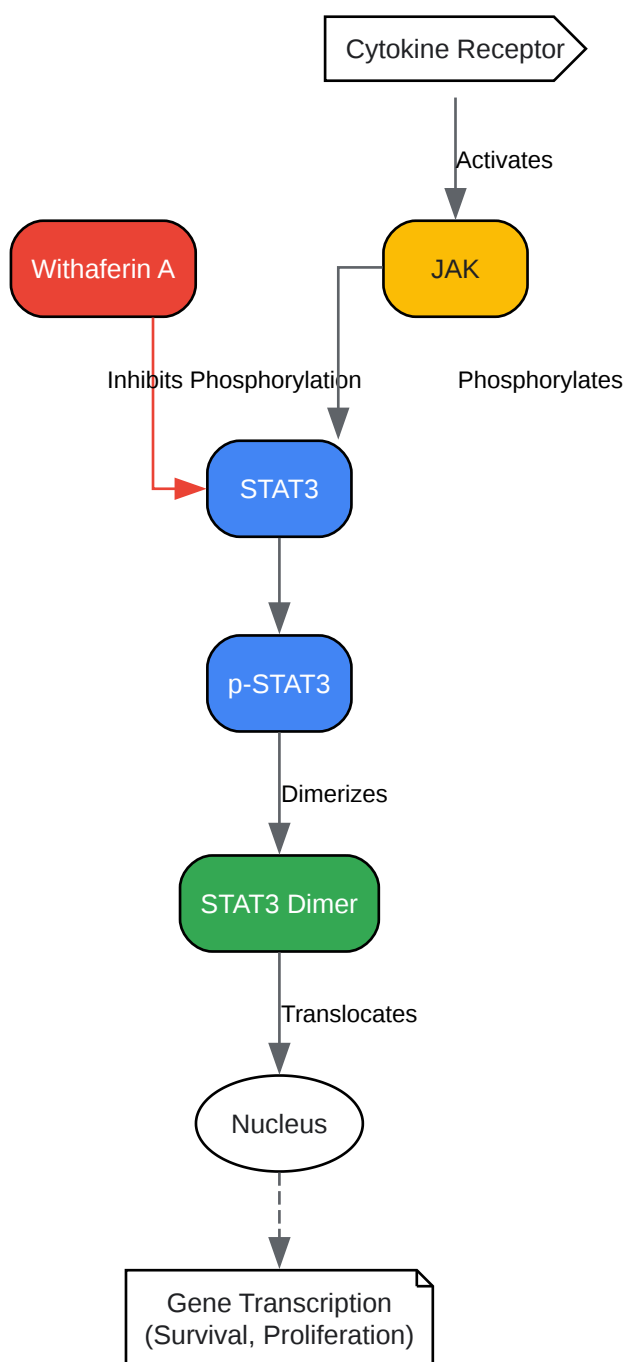 Cytokine Receptor
Activates
Withaferin A
JAK
Inhibits Phosphorylation
Phosphorylates
STAT3
p-STAT3
Dimerizes
STAT3 Dimer
Translocates
Nucleus
Gene Transcription
(Survival, Proliferation)